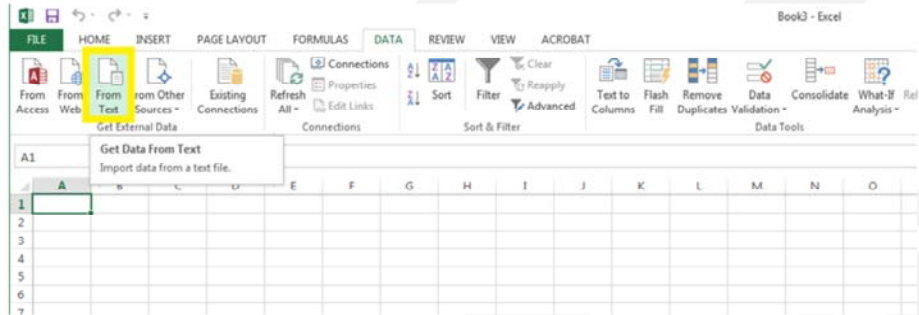 Book3 - Excel
FILE HOME INSERT PAGE LAYOUT FORMULAS DATA REVIEW VIEW ACROBAT
From Access
From Web
From Text
rom Other Sources
Existing Connections
Get External Data
Refresh All
Connections
Properties
Edit Links
Connections
Sort
Filter
Clear
Reapply
Advanced
Sort & Filter
Text to Columns
Flash Fill
Remove Duplicates
Data Validation
Consolidate
What-If Analysis
Rel
Data Tools
Get Data From Text
Import data from a text file.
A1
A B C D E F G H I J K L M N O
1
2
3
4
5
6
7